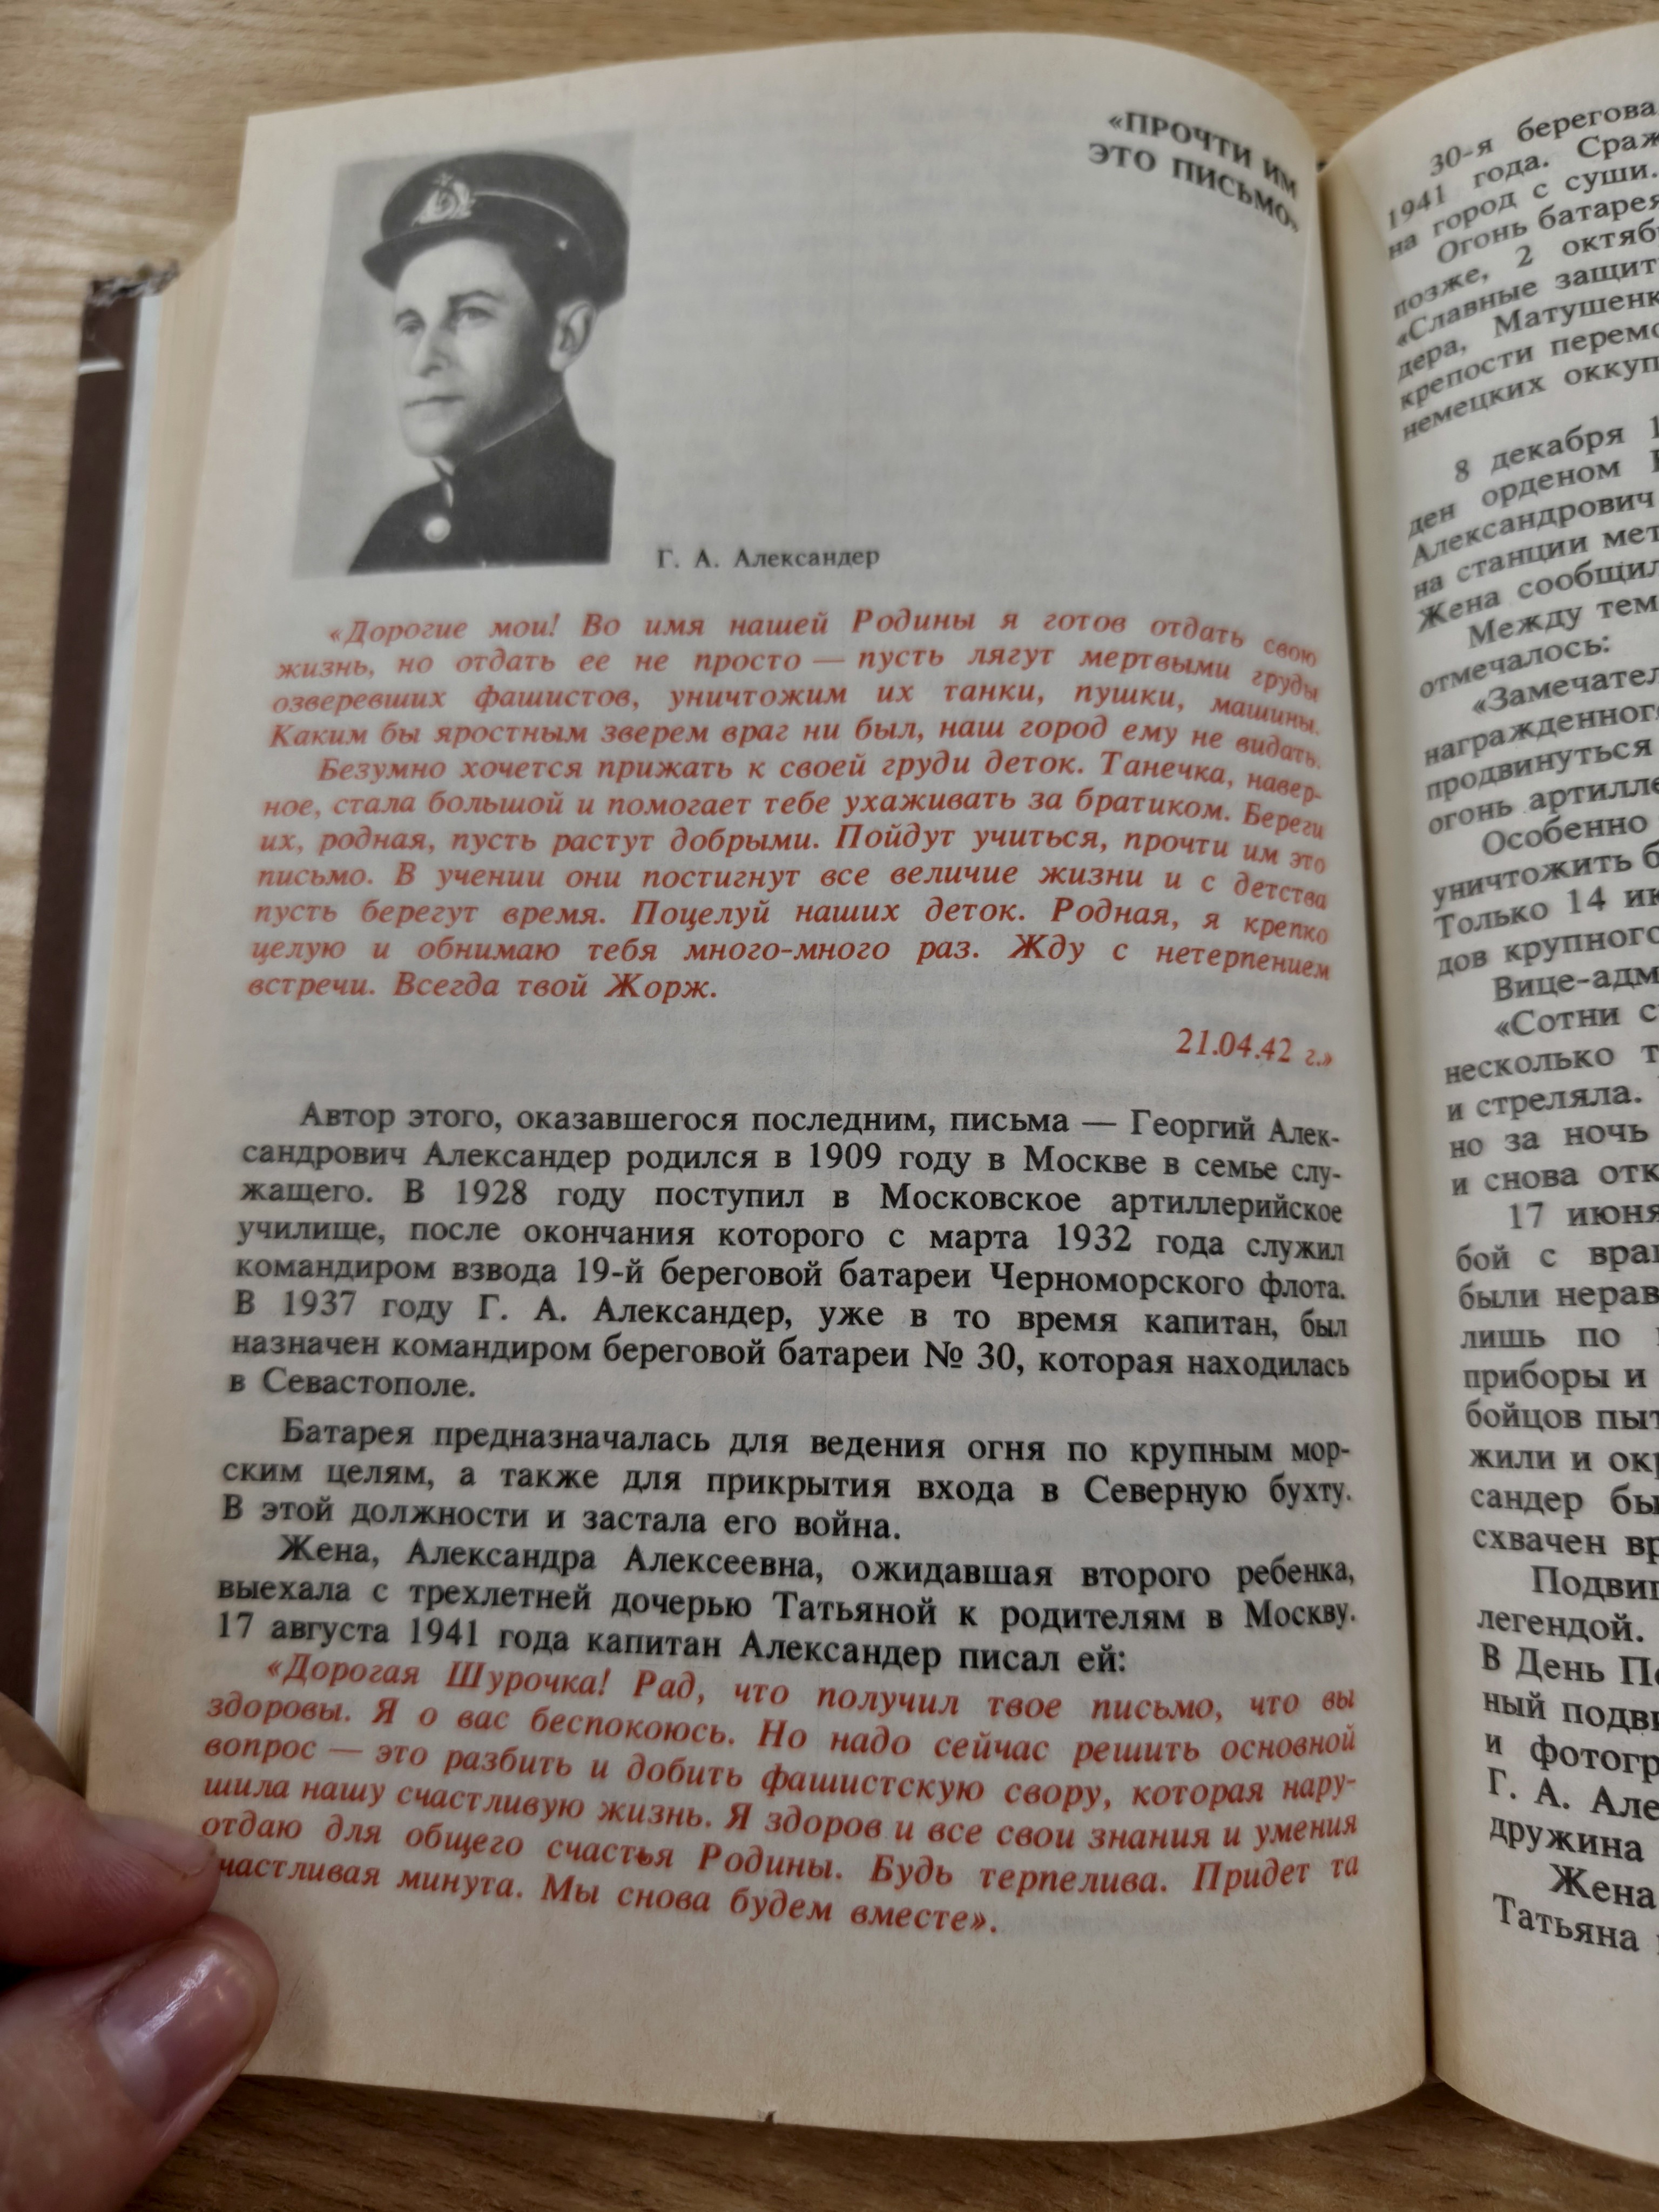 «ПРОЧТИ ИМ
ЭТО ПИСЬМО»
Г. А. Александер
«Дорогие мои! Во имя нашей Родины я готов отдать свою
жизнь, но отдать ее не просто — пусть лягут мертвыми груды
озверевших фашистов, уничтожим их танки, пушки, машины.
Каким бы яростным зверем враг ни был, наш город ему не видать.
Безумно хочется прижать к своей груди деток. Танечка, навер-
ное, стала большой и помогает тебе ухаживать за братиком. Береги
их, родная, пусть растут добрыми. Пойдут учиться, прочти им это
письмо. В учении они постигнут все величие жизни и с детства
пусть берегут время. Поцелуй наших деток. Родная, я крепко
целую и обнимаю тебя много-много раз. Жду с нетерпением
встречи. Всегда твой Жорж.
21.04.42 г.»
Автор этого, оказавшегося последним, письма — Георгий Алек-
сандрович Александер родился в 1909 году в Москве в семье слу-
жащего. В 1928 году поступил в Московское артиллерийское
училище, после окончания которого с марта 1932 года служил
командиром взвода 19-й береговой батареи Черноморского флота.
В 1937 году Г. А. Александер, уже в то время капитан, был
назначен командиром береговой батареи № 30, которая находилась
в Севастополе.
Батарея предназначалась для ведения огня по крупным мор-
ским целям, а также для прикрытия входа в Северную бухту.
В этой должности и застала его война.
Жена, Александра Алексеевна, ожидавшая второго ребенка,
выехала с трехлетней дочерью Татьяной к родителям в Москву.
17 августа 1941 года капитан Александер писал ей:
«Дорогая Шурочка! Рад, что получил твое письмо, что вы
здоровы. Я о вас беспокоюсь. Но надо сейчас решить основной
вопрос — это разбить и добить фашистскую свору, которая нару-
шила нашу счастливую жизнь. Я здоров и все свои знания и умения
отдаю для общего счастья Родины. Будь терпелива. Придет та
частливая минута. Мы снова будем вместе».
30-я берегова
1941 года. Сраж
на город с суши.
Огонь батарея
позже, 2 октяб
«Славные защит
дера, Матушенк
крепости перемо
немецких оккуп
8 декабря 1
ден орденом
Александрович
на станции мет
Жена сообщил
Между тем
отмечалось:
«Замечател
награжденного
продвинуться
огонь артилле
Особенно
уничтожить б
Только 14 ию
дов крупного
Вице-адм
«Сотни с
несколько т
и стреляла.
но за ночь
и снова отк
17 июня
бой с враг
были нерав
лишь по
приборы и
бойцов пыт
жили и окр
сандер бы
схвачен вр
Подвиг
легендой.
В День По
ный подви
и фотогр
Г. А. Але
дружина
Жена
Татьяна